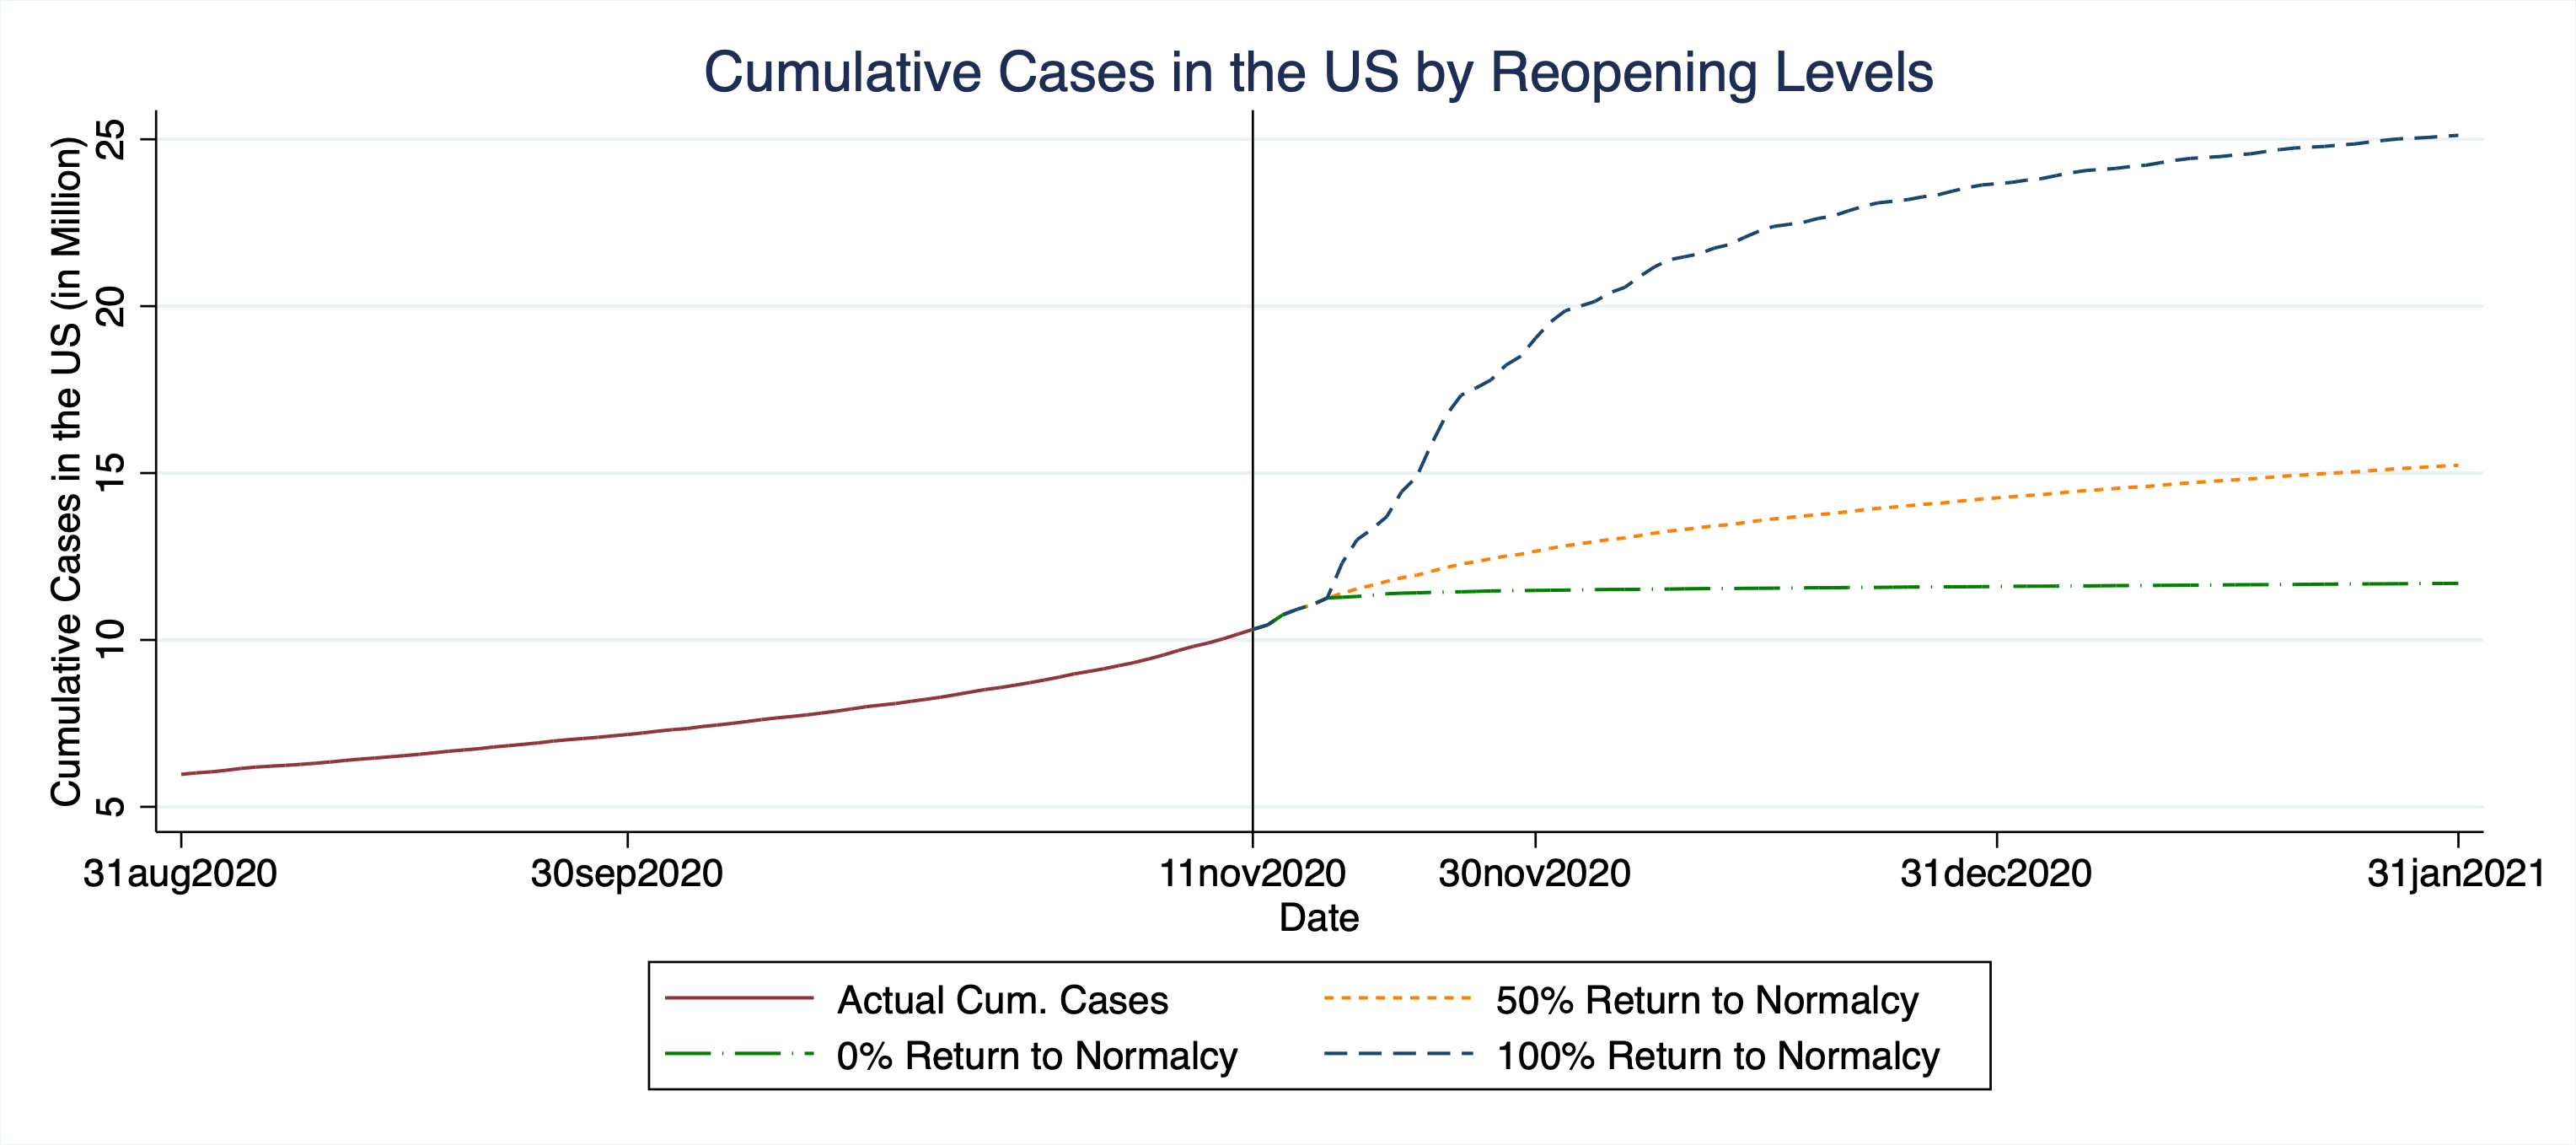 Cumulative Cases in the US by Reopening Levels
Cumulative Cases in the US (in Million)
25
20
15
10
5
31aug2020
30sep2020
11nov2020
30nov2020
31dec2020
31jan2021
Date
Actual Cum. Cases
50% Return to Normalcy
0% Return to Normalcy
100% Return to Normalcy